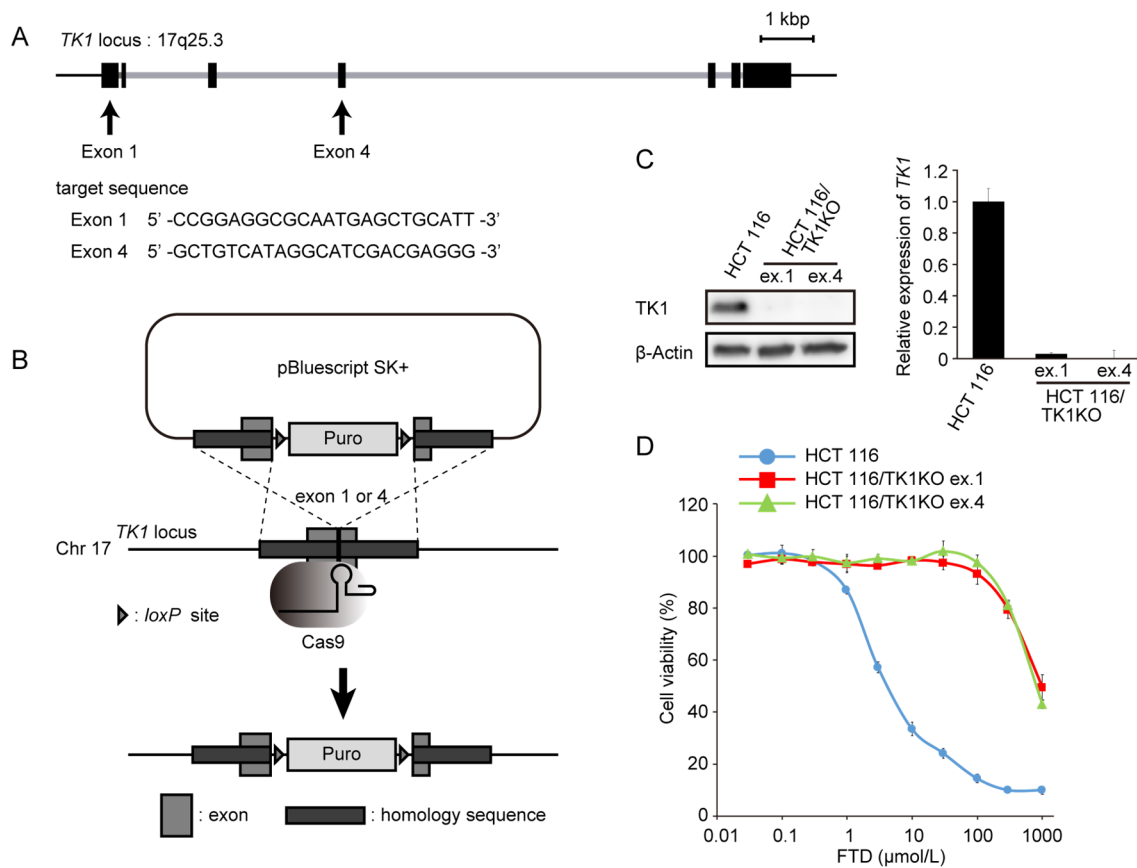 A
TK1 locus : 17q25.3
1 kbp
Exon 1
Exon 4
target sequence
Exon 1 5’ -CCGGAGGCGCAATGAGCTGCATT -3’
Exon 4 5’ -GCTGTCATAGGCATCGACGAGGG -3’
B
pBluescript SK+
Puro
exon 1 or 4
TK1 locus
Chr 17
: loxP site
Cas9
Puro
: exon
: homology sequence
C
HCT 116
HCT 116/
TK1KO
ex.1
ex.4
TK1
β-Actin
Relative expression of TK1
1.2
1.0
0.8
0.6
0.4
0.2
0
HCT 116
ex.1
ex.4
HCT 116/
TK1KO
D
HCT 116
HCT 116/TK1KO ex.1
HCT 116/TK1KO ex.4
Cell viability (%)
120
100
80
60
40
20
0
0.01
0.1
1
10
100
1000
FTD (µmol/L)